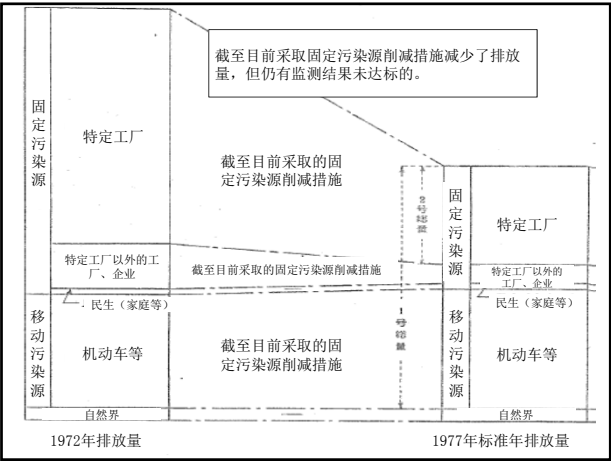 截至目前采取固定污染源削减措施减少了排放
量，但仍有监测结果未达标的。
固定污染源
特定工厂
特定工厂以外的工
厂、企业
民生（家庭等）
移动污染源
机动车等
自然界
1972年排放量
截至目前采取的固
定污染源削减措施
截至目前采取的固定污染源削减措施
截至目前采取的固
定污染源削减措施
2号総量
1号総量
固定污染源
特定工厂
特定工厂以外的
工厂、企业
民生（家庭等）
移动污染源
机动车等
自然界
1977年标准年排放量